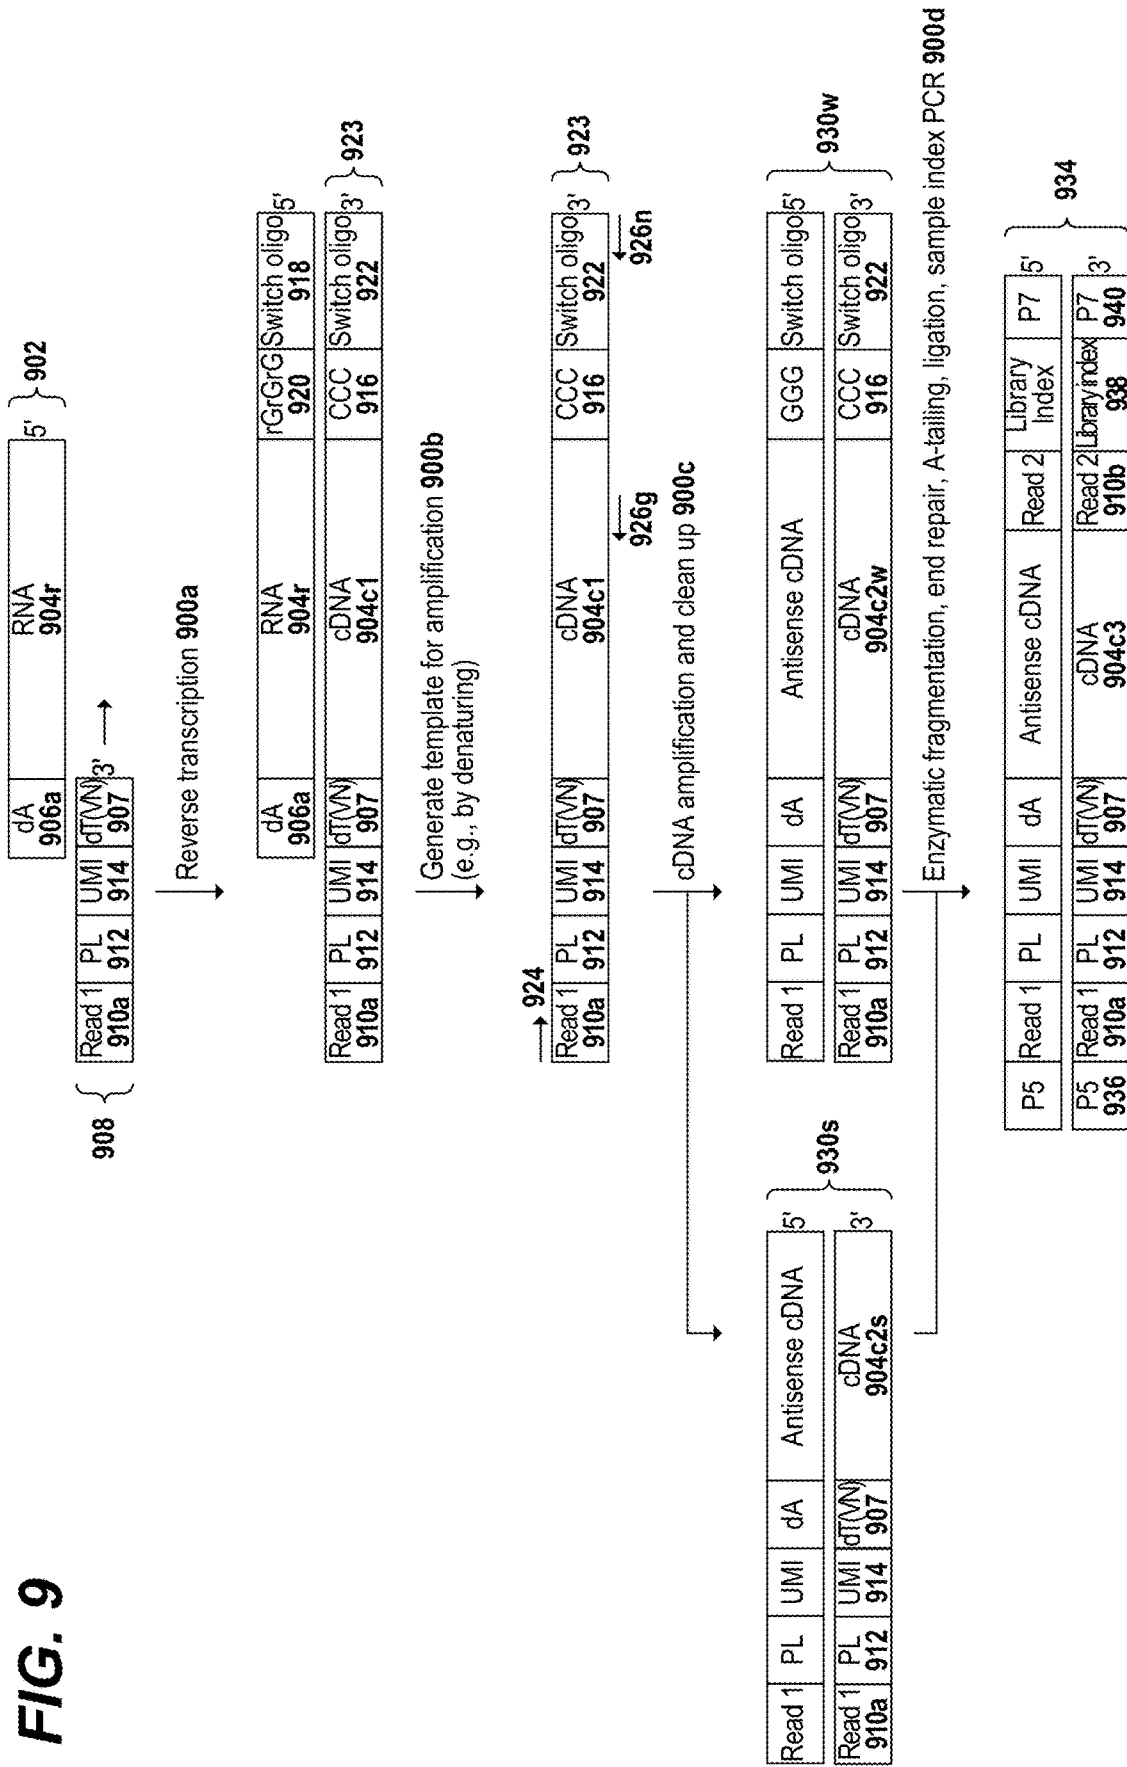 FIG. 9
dA RNA 5'
906a 904r
902
Read 1 PL UMI dT(VN) 3'
910a 912 914 907
908
Reverse transcription 900a
dA RNA rGrGrG Switch oligo 5'
906a 904r 920 918
Read 1 PL UMI dT(VN) cDNA CCC Switch oligo 3'
910a 912 914 907 904c1 916 922
923
Generate template for amplification 900b
(e.g., by denaturing)
924
Read 1 PL UMI dT(VN) cDNA CCC Switch oligo 3'
910a 912 914 907 904c1 916 922
923
926g 926n
cDNA amplification and clean up 900c
Read 1 PL UMI dA Antisense cDNA 5'
Read 1 PL UMI dT(VN) cDNA 3'
910a 912 914 907 904c2s
930s
Read 1 PL UMI dA Antisense cDNA GGG Switch oligo 5'
Read 1 PL UMI dT(VN) cDNA CCC Switch oligo 3'
910a 912 914 907 904c2w 916 922
930w
Enzymatic fragmentation, end repair, A-tailing, ligation, sample index PCR 900d
P5 Read 1 PL UMI dA Antisense cDNA Read 2 Library Index P7 5'
P5 Read 1 PL UMI dT(VN) cDNA Read 2 Library index P7 3'
936 910a 912 914 907 904c3 910b 938 940
934